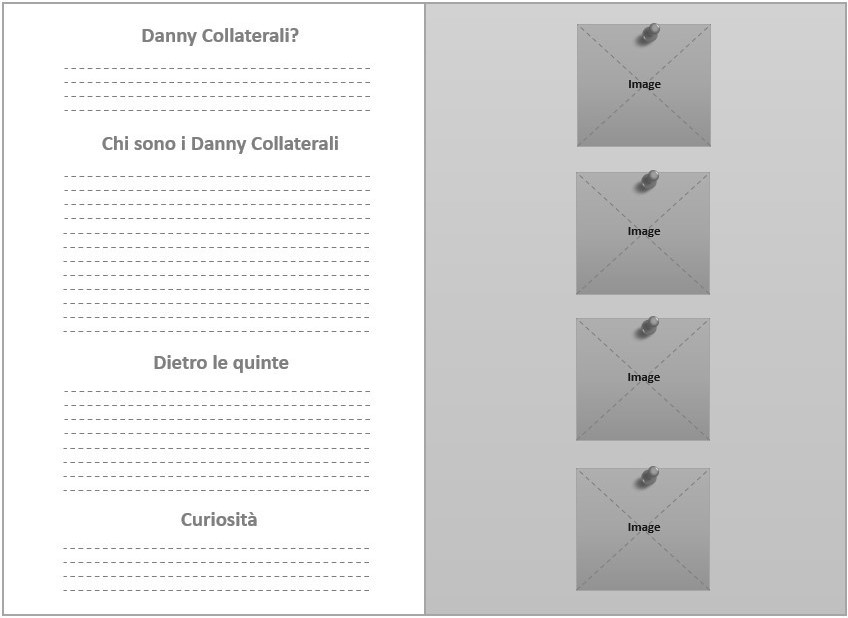 Danny Collaterali?
Chi sono i Danny Collaterali
Dietro le quinte
Curiosità
Image
Image
Image
Image